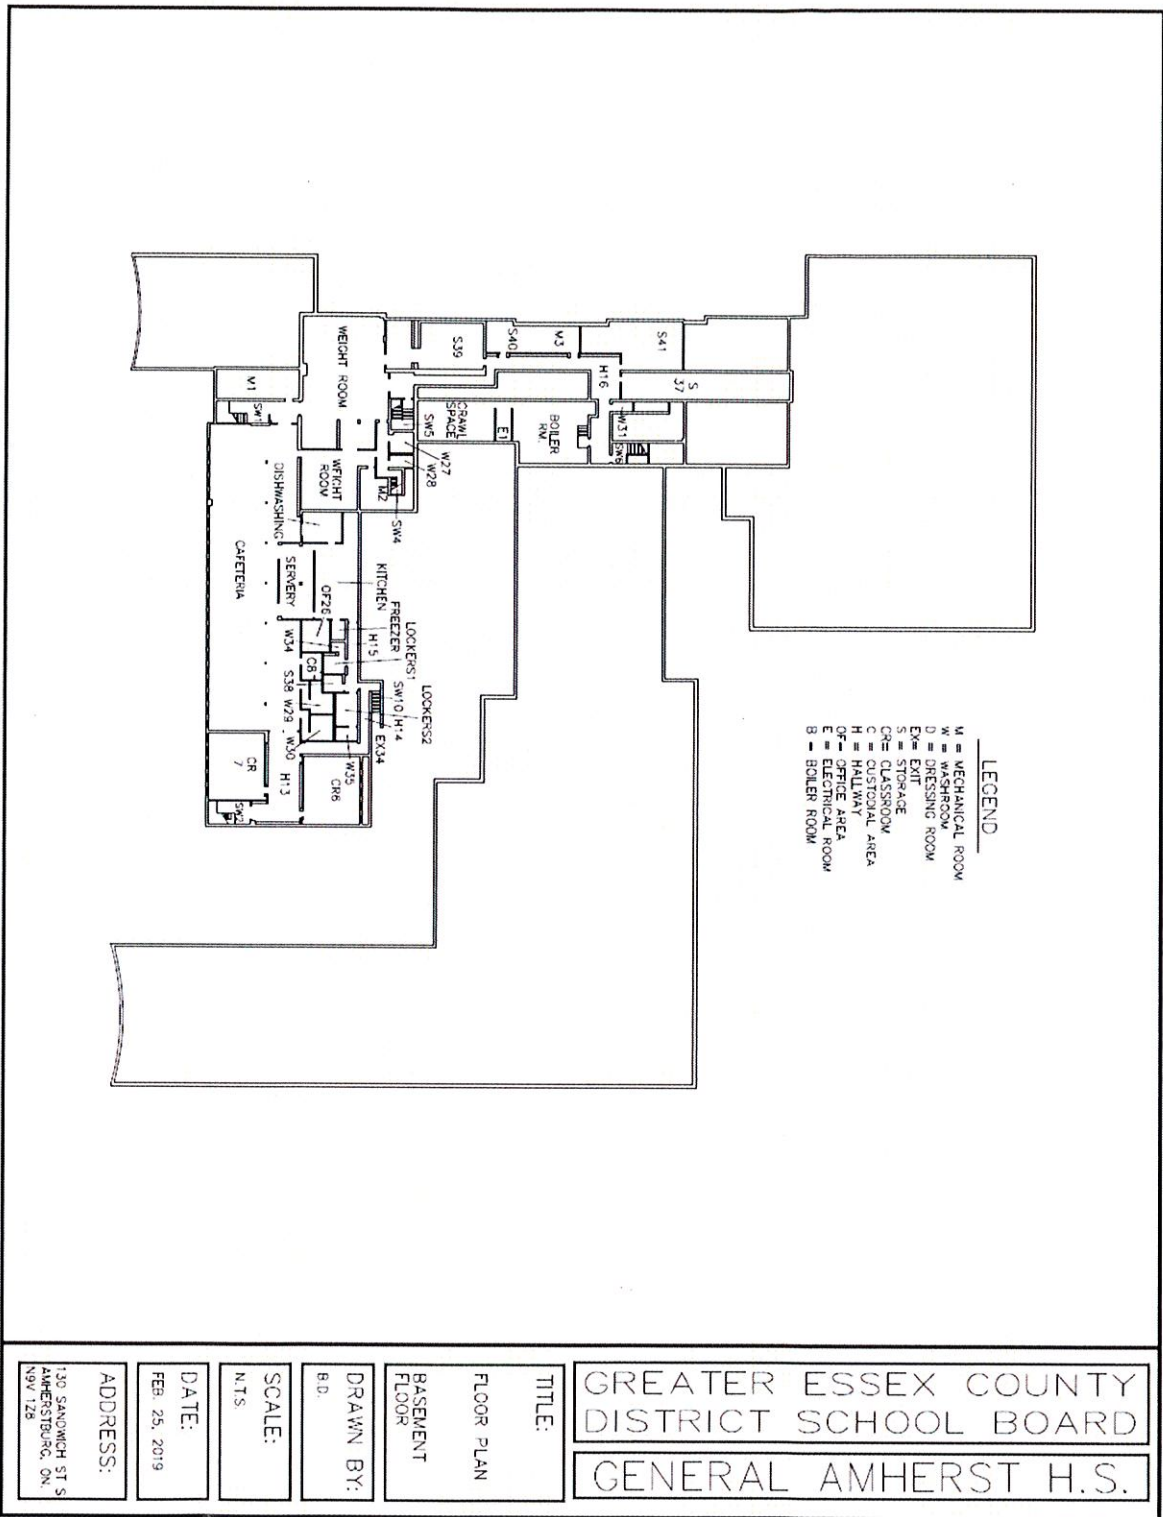 S41
M3
S40
S39
WEIGHT ROOM
S
37
H16
M1
SW1
W31
SW6
BOILER
RM.
E1
CRAWL
SPACE
SW5
W27
W28
WEIGHT
ROOM
M2
SW4
DISHWASHING
CAFETERIA
SERVERY
KITCHEN
OF26
FREEZER
LOCKERS1
H15
W34
C8
S38
W29
W30
SW10
H14
LOCKERS2
EX34
W35
CR
7
H13
CR6
SW2
LEGEND
M = MECHANICAL ROOM
W = WASHROOM
D = DRESSING ROOM
EX= EXIT
S = STORAGE
CR= CLASSROOM
C = CUSTODIAL AREA
H = HALLWAY
OF= OFFICE AREA
E = ELECTRICAL ROOM
B = BOILER ROOM
GREATER ESSEX COUNTY
DISTRICT SCHOOL BOARD
GENERAL AMHERST H.S.
TITLE:
FLOOR PLAN
BASEMENT
FLOOR
DRAWN BY:
B.D.
SCALE:
N.T.S.
DATE:
FEB. 25, 2019
ADDRESS:
130 SANDWICH ST S
AMHERSTBURG, ON.
N9V 1Z8